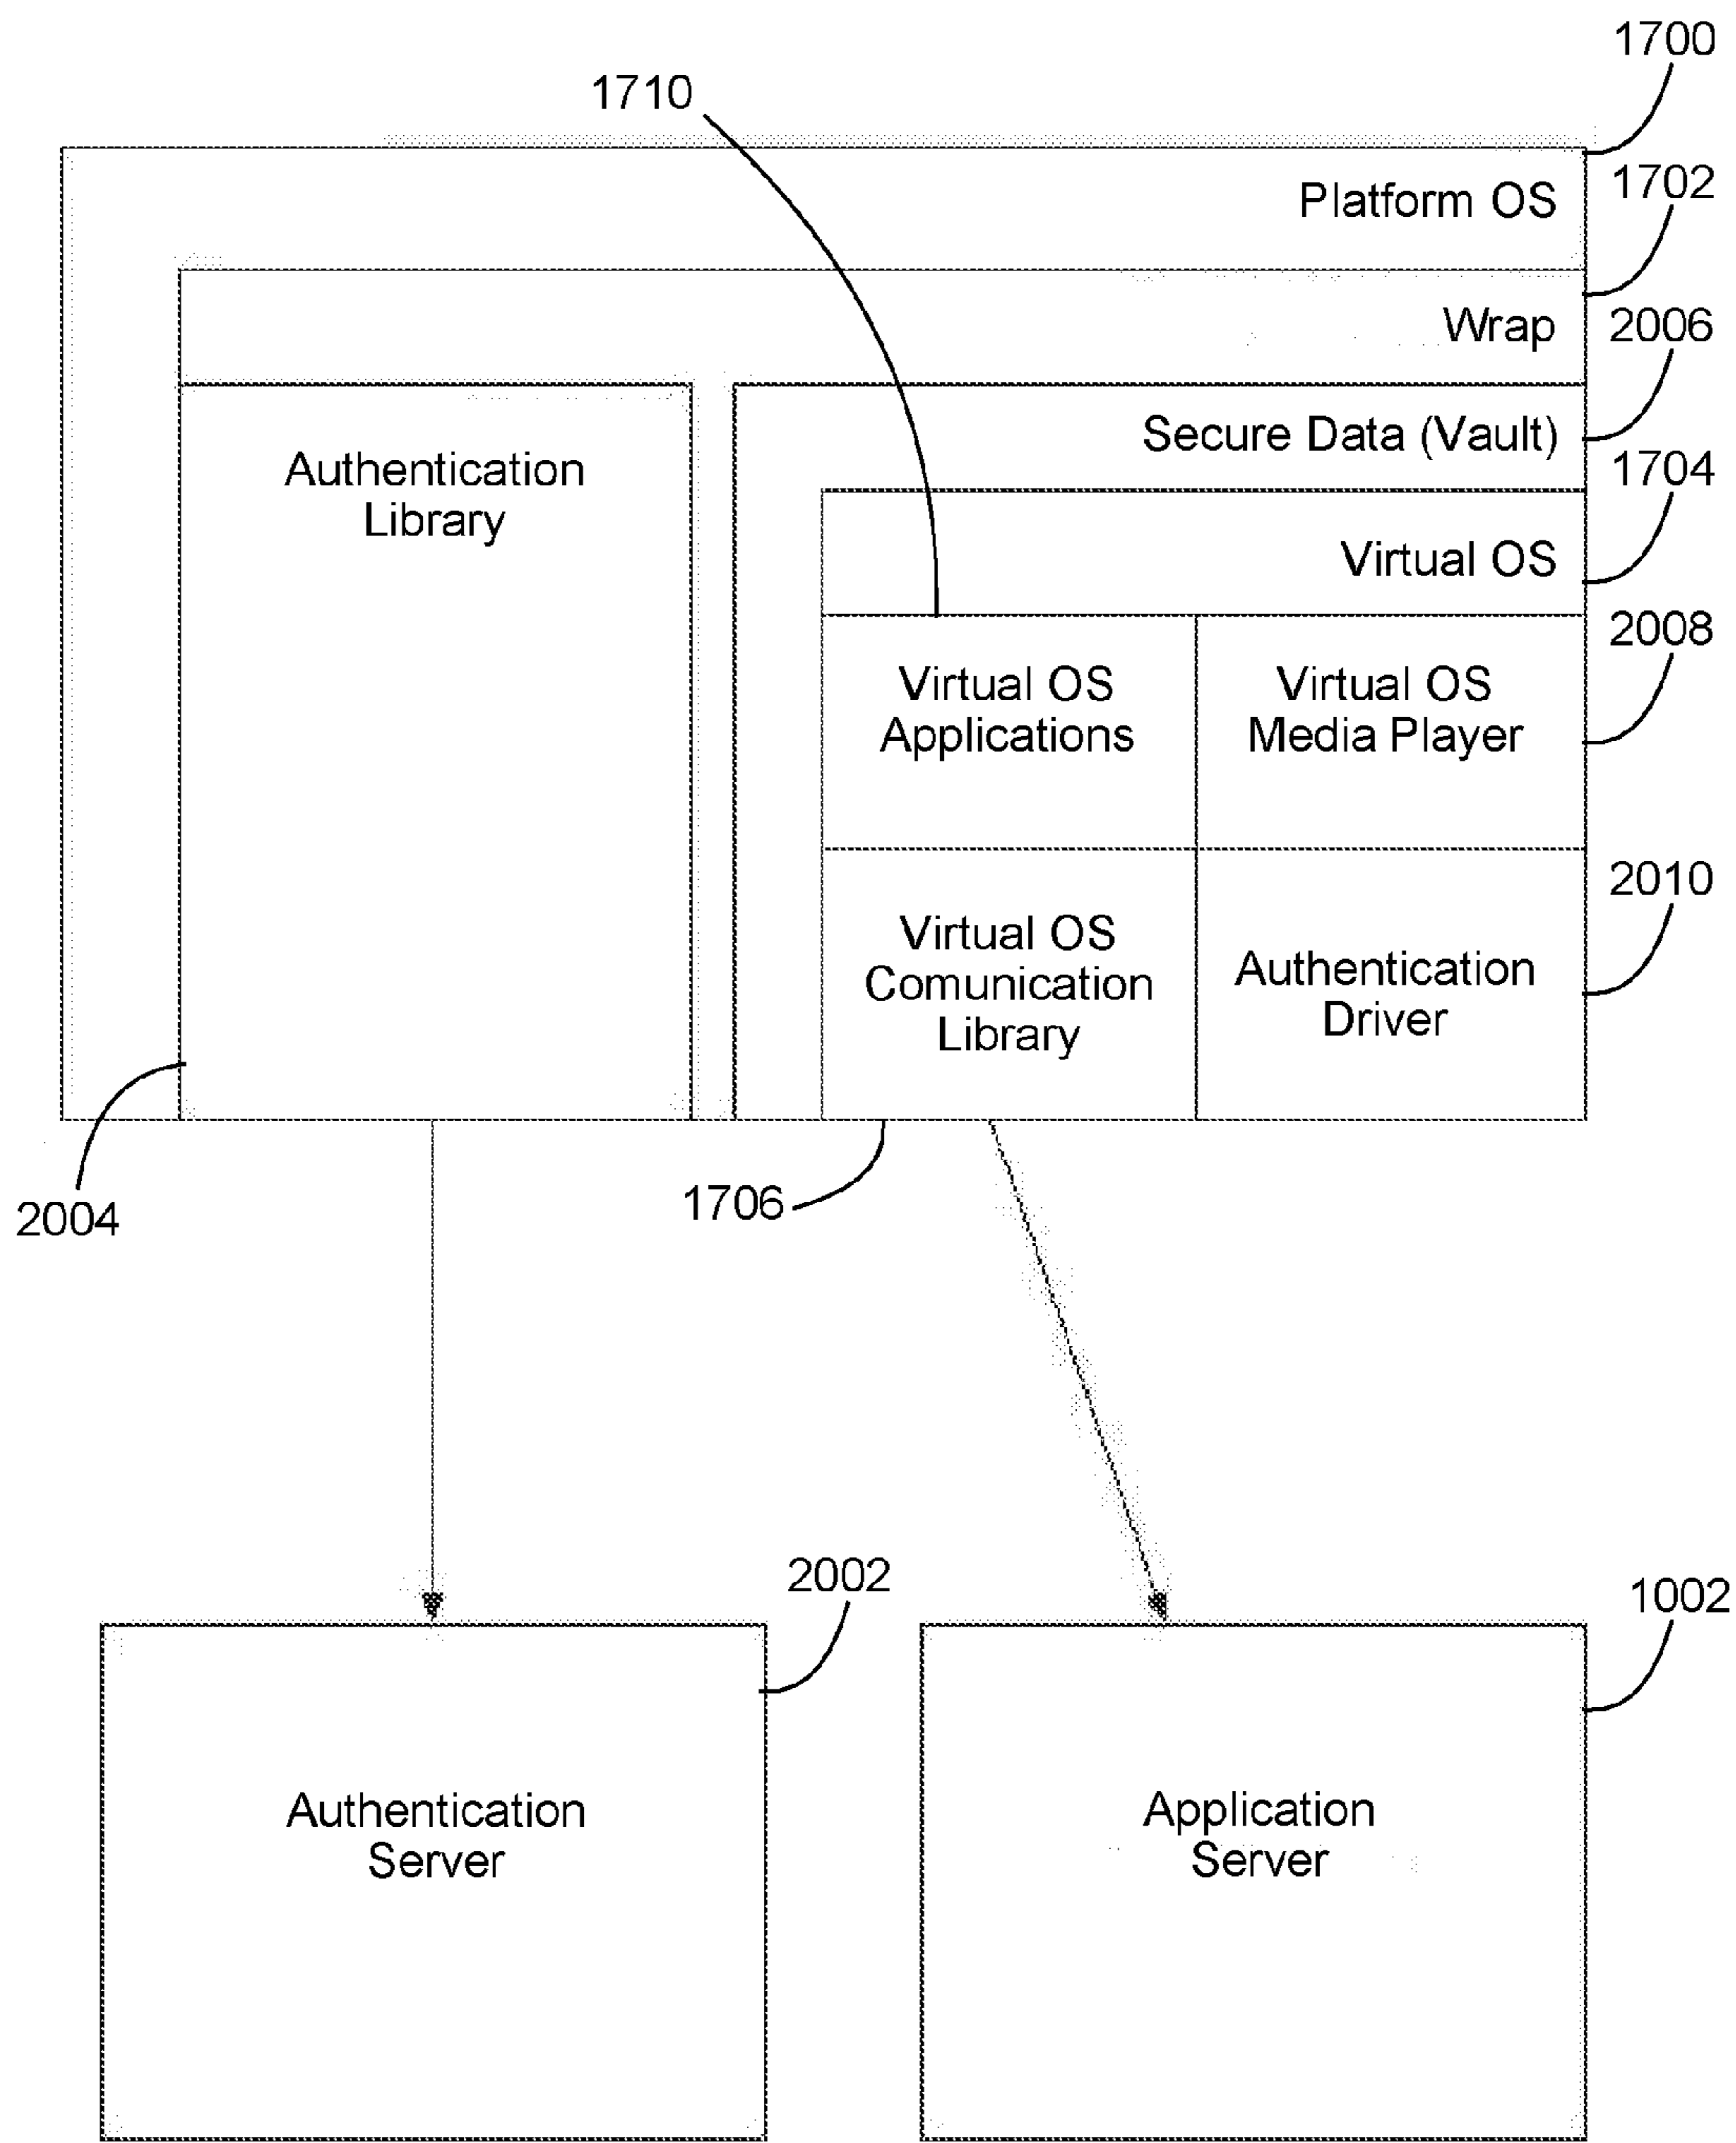 1700
1710
1702
Platform OS
Wrap
2006
Secure Data (Vault)
1704
Authentication
Library
Virtual OS
2008
Virtual OS
Applications
Virtual OS
Media Player
2010
Virtual OS
Comunication
Library
Authentication
Driver
2004
1706
2002
1002
Authentication
Server
Application
Server